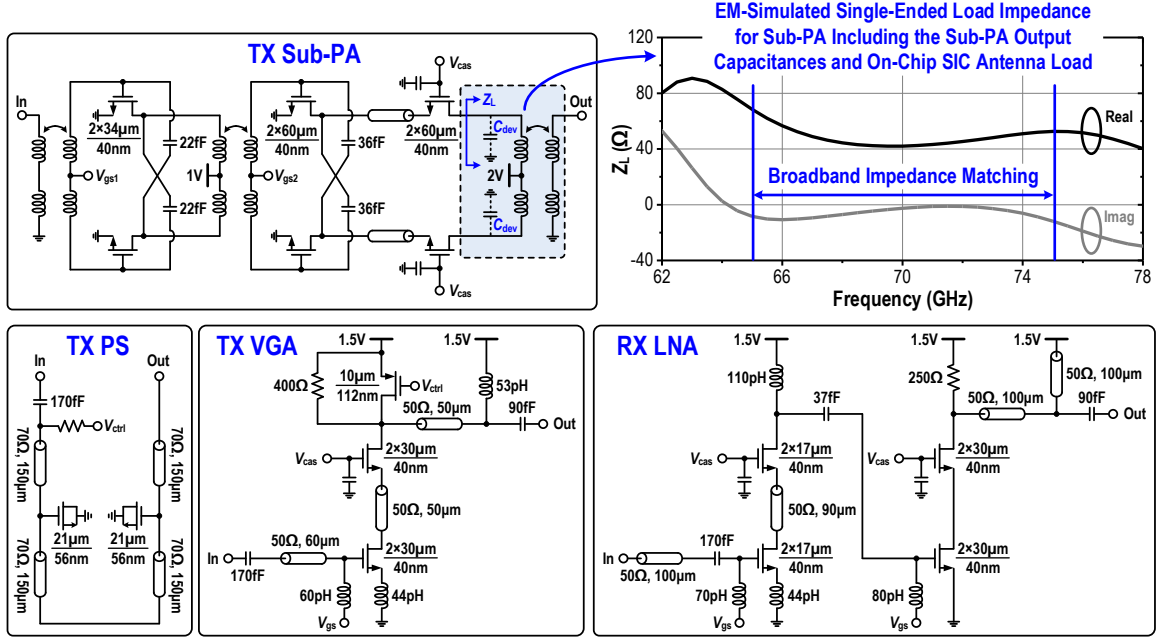 TX Sub-PA
In
2×34μm
40nm
22fF
22fF
Vgs1
1V
2×60μm
40nm
36fF
36fF
Vgs2
2×60μm
40nm
Vcas
Vcas
ZL
Cdev
Cdev
2V
Out
EM-Simulated Single-Ended Load Impedance
for Sub-PA Including the Sub-PA Output
Capacitances and On-Chip SIC Antenna Load
ZL (Ω)
120
80
40
0
-40
Real
Broadband Impedance Matching
Imag
62
66
70
74
78
Frequency (GHz)
TX PS
In
Out
170fF
Vctrl
70Ω, 150μm
70Ω, 150μm
21μm
56nm
21μm
56nm
70Ω, 150μm
70Ω, 150μm
TX VGA
1.5V
1.5V
400Ω
10μm
112nm
Vctrl
53pH
50Ω, 50μm
90fF
Out
Vcas
2×30μm
40nm
50Ω, 50μm
In
170fF
50Ω, 60μm
2×30μm
40nm
60pH
44pH
Vgs
RX LNA
1.5V
1.5V
1.5V
110pH
37fF
250Ω
50Ω, 100μm
50Ω, 100μm
90fF
Out
Vcas
2×17μm
40nm
Vcas
2×30μm
40nm
50Ω, 90μm
In
50Ω, 100μm
170fF
2×17μm
40nm
2×30μm
40nm
70pH
44pH
80pH
Vgs
Vgs